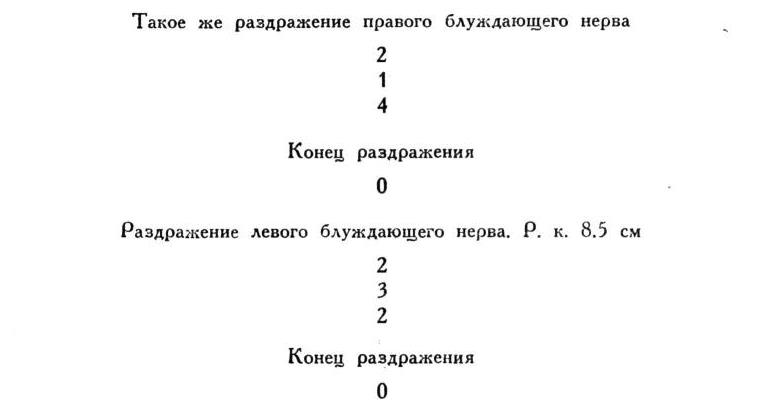 Такое же раздражение правого блуждающего нерва
2
1
4
Конец раздражения
0
Раздражение левого блуждающего нерва. Р. к. 8.5 см
2
3
2
Конец раздражения
0